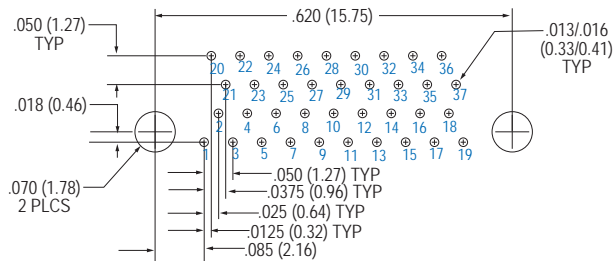 .620 (15.75)
.050 (1.27)
TYP
.013/.016
(0.33/0.41)
TYP
20 22 24 26 28 30 32 34 36
21 23 25 27 29 31 33 35 37
.018 (0.46)
2 4 6 8 10 12 14 16 18
1 3 5 7 9 11 13 15 17 19
.070 (1.78)
2 PLCS
.050 (1.27) TYP
.0375 (0.96) TYP
.025 (0.64) TYP
.0125 (0.32) TYP
.085 (2.16)